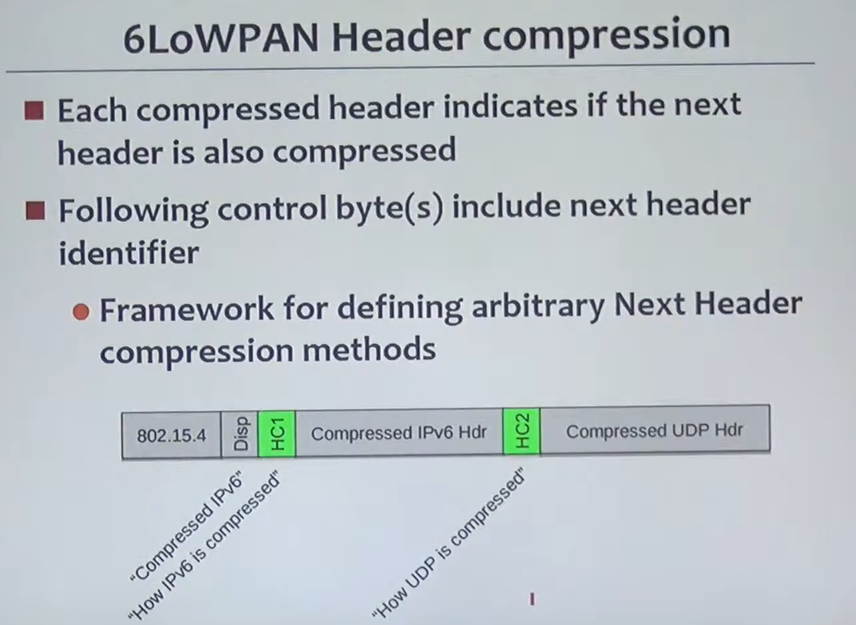 6LoWPAN Header compression
Each compressed header indicates if the next
header is also compressed
Following control byte(s) include next header
identifier
Framework for defining arbitrary Next Header
compression methods
802.15.4 Disp HC1 Compressed IPv6 Hdr HC2 Compressed UDP Hdr
"Compressed IPv6"
"How IPv6 is compressed"
"How UDP is compressed"